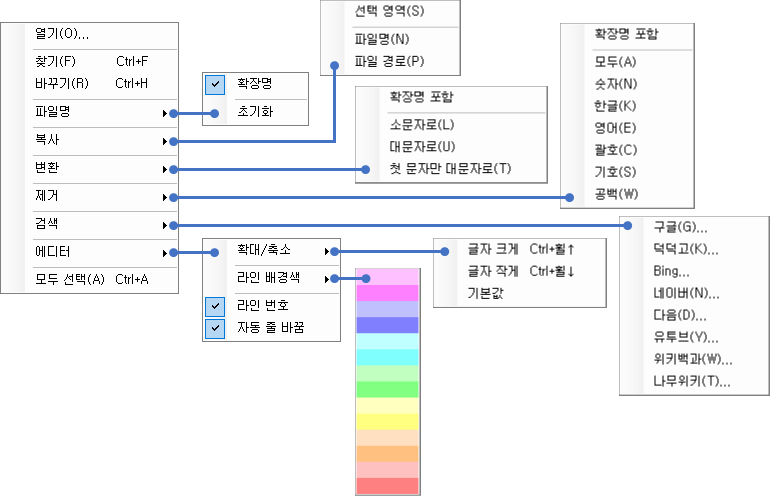 열기(O)...
찾기(F) Ctrl+F
바꾸기(R) Ctrl+H
파일명
복사
변환
제거
검색
에디터
모두 선택(A) Ctrl+A
확장명
초기화
선택 영역(S)
파일명(N)
파일 경로(P)
확장명 포함
소문자로(L)
대문자로(U)
첫 문자만 대문자로(T)
확장명 포함
모두(A)
숫자(N)
한글(K)
영어(E)
괄호(C)
기호(S)
공백(W)
구글(G)...
덕덕고(K)...
Bing...
네이버(N)...
다음(D)...
유투브(Y)...
위키백과(W)...
나무위키(T)...
확대/축소
라인 배경색
라인 번호
자동 줄 바꿈
글자 크게 Ctrl+휠↑
글자 작게 Ctrl+휠↓
기본값